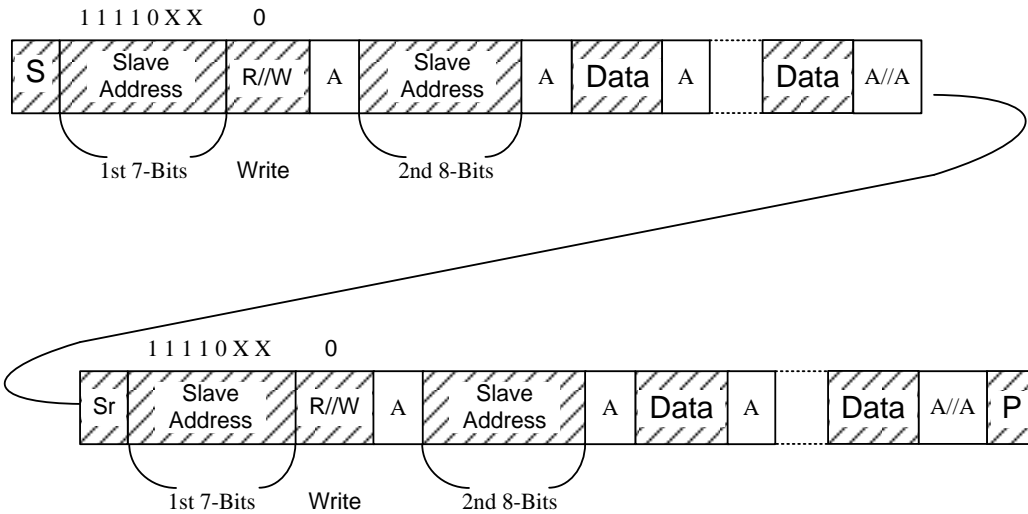 1 1 1 1 0 X X 0
S Slave Address R//W A Slave Address A Data A Data A//A
1st 7-Bits Write 2nd 8-Bits
1 1 1 1 0 X X 0
Sr Slave Address R//W A Slave Address A Data A Data A//A P
1st 7-Bits Write 2nd 8-Bits